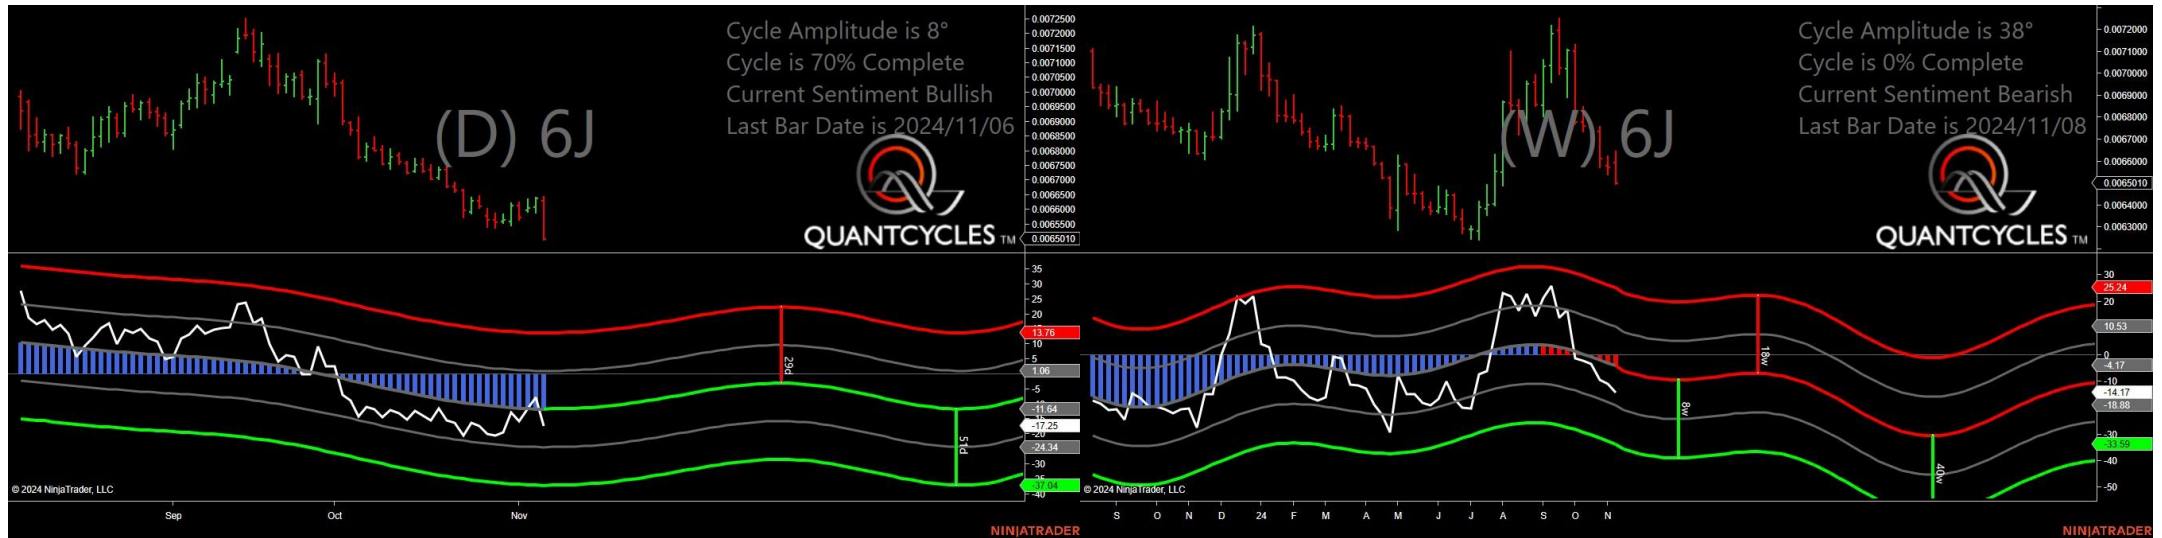 Cycle Amplitude is 8°
Cycle is 70% Complete
Current Sentiment Bullish
Last Bar Date is 2024/11/06
(D) 6J
QUANTCYCLES TM
0.0072500
0.0072000
0.0071500
0.0071000
0.0070500
0.0070000
0.0069500
0.0069000
0.0068500
0.0068000
0.0067500
0.0067000
0.0066500
0.0066000
0.0065500
0.0065010
35
30
25
20
13.76
10
5
1.06
-5
-11.64
-17.25
-20
-24.34
-30
-37.04
-40
29d
51d
© 2024 NinjaTrader, LLC
Sep Oct Nov
NINJATRADER
Cycle Amplitude is 38°
Cycle is 0% Complete
Current Sentiment Bearish
Last Bar Date is 2024/11/08
(W) 6J
QUANTCYCLES TM
0.0072000
0.0071000
0.0070000
0.0069000
0.0068000
0.0067000
0.0066000
0.0065010
0.0064000
0.0063000
30
25.24
20
10.53
0
-4.17
-10
-14.17
-18.88
-30
-33.59
-40
-50
18w
8w
40w
© 2024 NinjaTrader, LLC
S O N D 24 F M A M J J A S O N
NINJATRADER